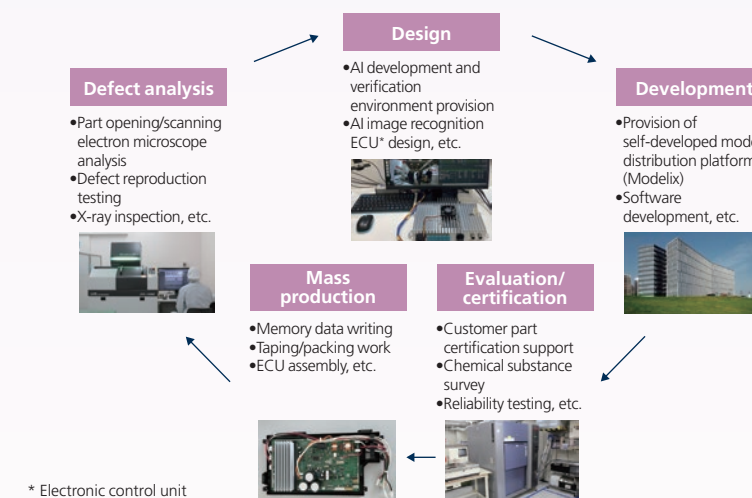 Design
•AI development and
verification
environment provision
•AI image recognition
ECU* design, etc.
Development
•Provision of
self-developed
distribution platform
(Modelix)
•Software
development, etc.
Evaluation/
certification
•Customer part
certification support
•Chemical substance
survey
•Reliability testing, etc.
Mass
production
•Memory data writing
•Taping/packing work
•ECU assembly, etc.
Defect analysis
•Part opening/scanning
electron microscope
analysis
•Defect reproduction
testing
•X-ray inspection, etc.
* Electronic control unit